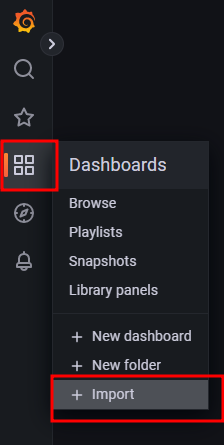 Dashboards
Browse
Playlists
Snapshots
Library panels
+ New dashboard
+ New folder
+ Import